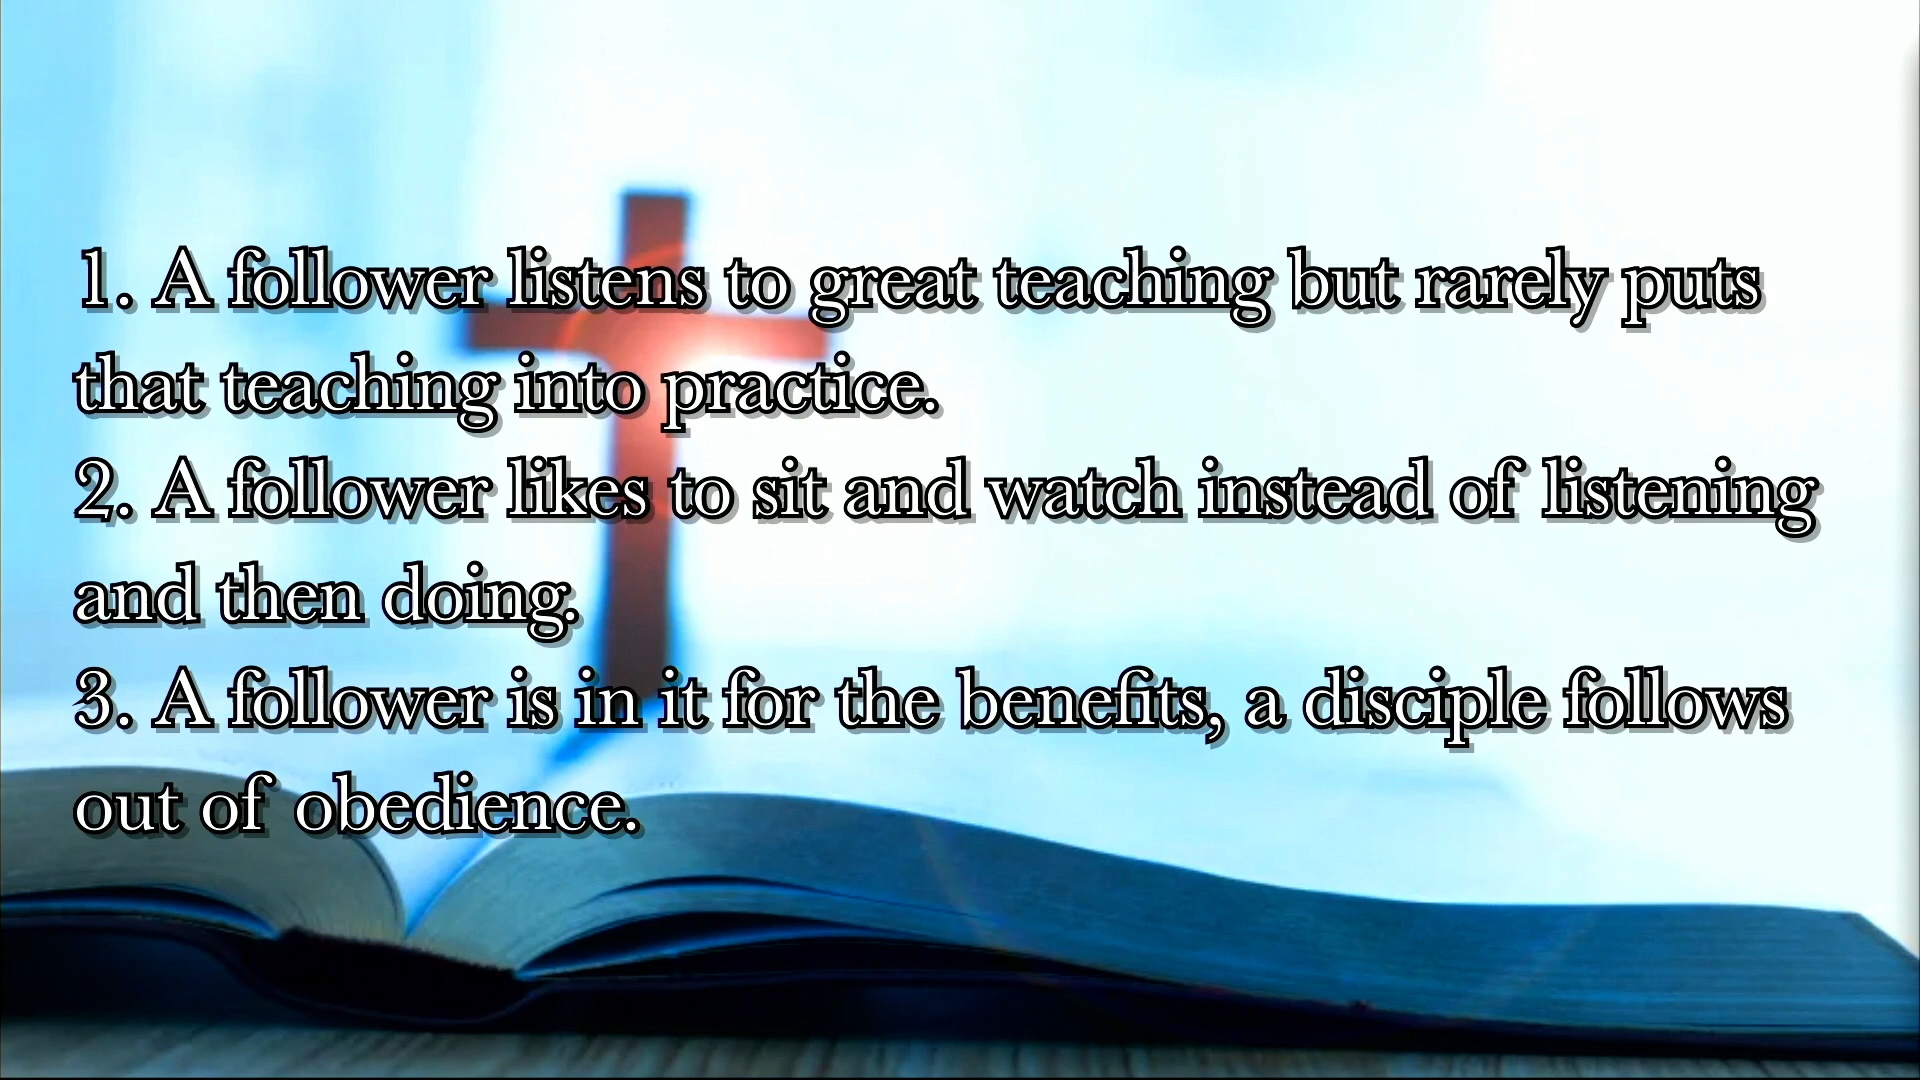 1. A follower listens to great teaching but rarely puts
that teaching into practice.
2. A follower likes to sit and watch instead of listening
and then doing.
3. A follower is in it for the benefits, a disciple follows
out of obedience.